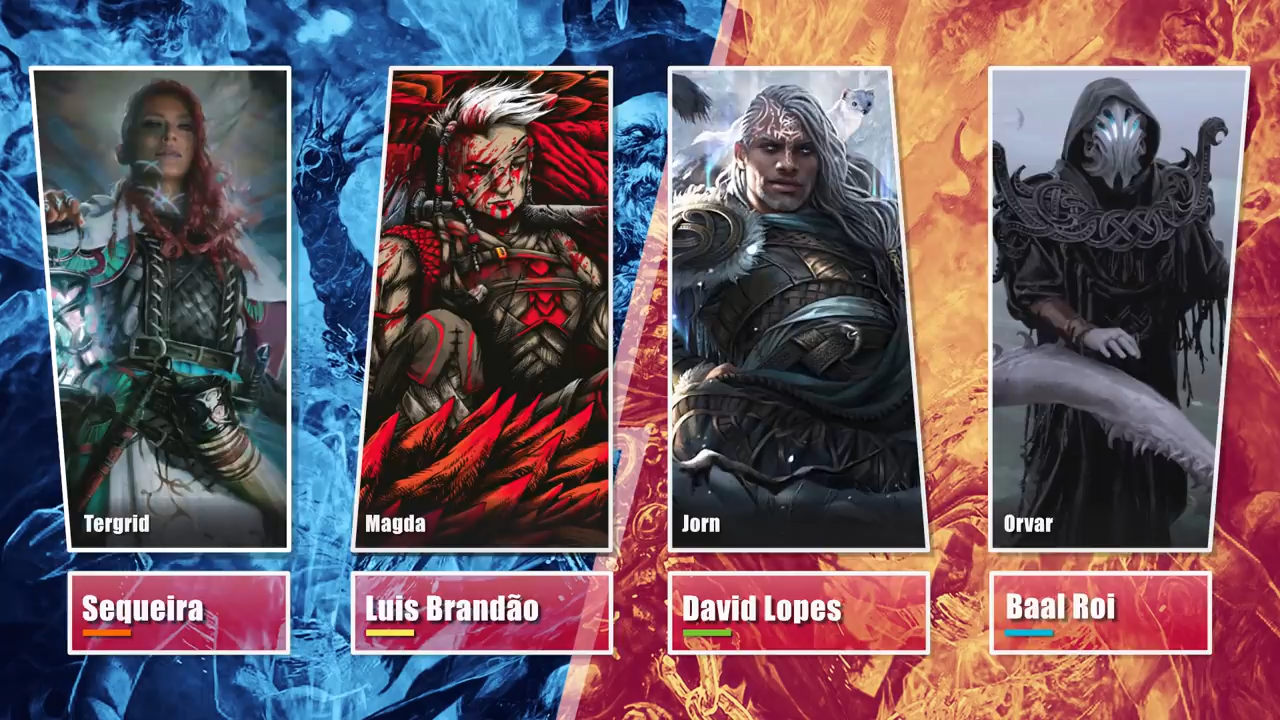 Tergrid
Magda
Jorn
Orvar
Sequeira
Luis Brandão
David Lopes
Baal Roi